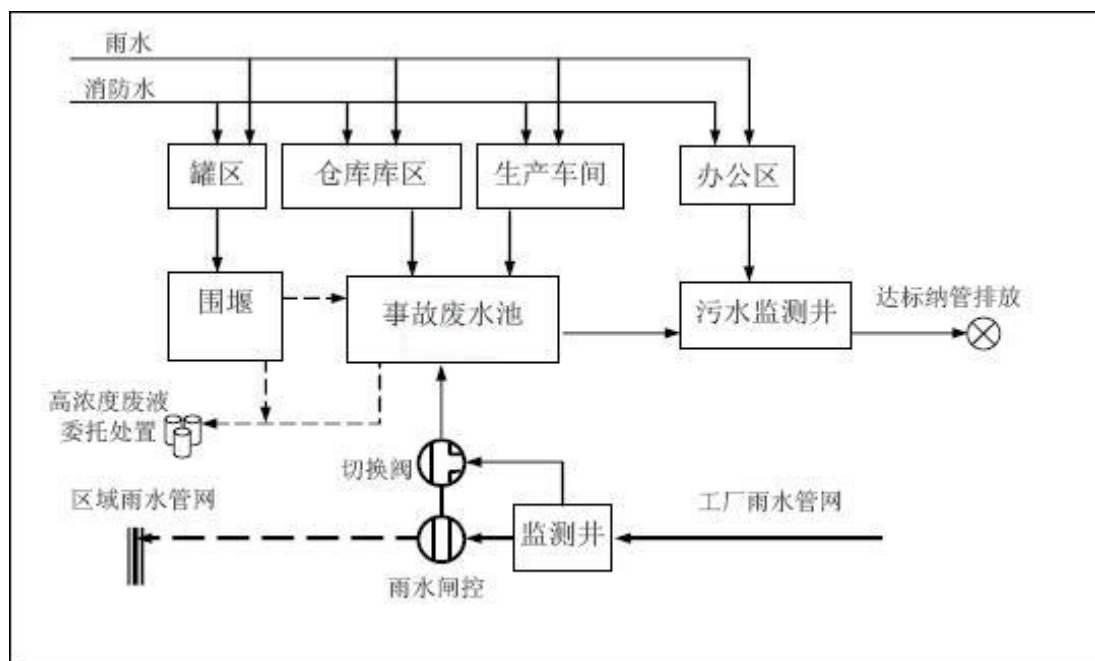 雨水
消防水
罐区
仓库库区
生产车间
办公区
围堰
事故废水池
污水监测井
达标纳管排放
高浓度废液
委托处置
切换阀
区域雨水管网
监测井
工厂雨水管网
雨水闸控